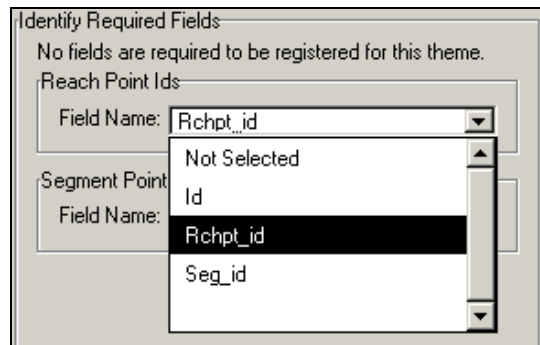 Identify Required Fields
No fields are required to be registered for this theme.
Reach Point Ids
Field Name: Rchpt_id
Not Selected
Segment Point
Id
Field Name:
Rchpt_id
Seg_id